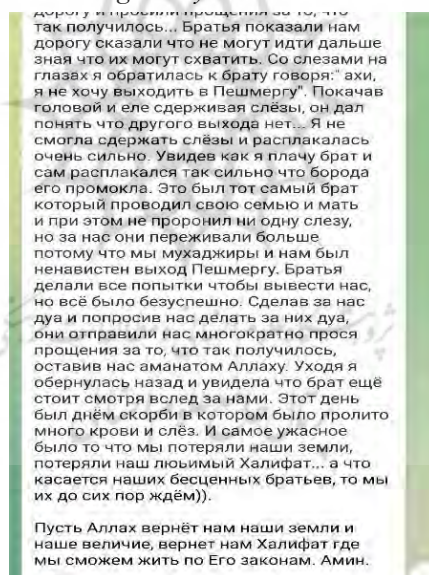 дорогу и просили прощения за то, что
так получилось... Братья показали нам
дорогу сказали что не могут идти дальше
зная что их могут схватить. Со слезами на
глазах я обратилась к брату говоря:" ахи,
я не хочу выходить в Пешмергу". Покачав
головой и еле сдерживая слёзы, он дал
понять что другого выхода нет... Я не
смогла сдержать слёзы и расплакалась
очень сильно. Увидев как я плачу брат и
сам расплакался так сильно что борода
его промокла. Это был тот самый брат
который проводил свою семью и мать
и при этом не проронил ни одну слезу,
но за нас они переживали больше
потому что мы мухаджиры и нам был
ненавистен выход Пешмергу. Братья
делали все попытки чтобы вывести нас,
но всё было безуспешно. Сделав за нас
дуа и попросив нас делать за них дуа,
они отправили нас многократно прося
прощения за то, что так получилось,
оставив нас аманатом Аллаху. Уходя я
обернулась назад и увидела что брат ещё
стоит смотря вслед за нами. Этот день
был днём скорби в котором было пролито
много крови и слёз. И самое ужасное
было то что мы потеряли наши земли,
потеряли наш люьимый Халифат... а что
касается наших бесценных братьев, то мы
их до сих пор ждём)).
Пусть Аллах вернёт нам наши земли и
наше величие, вернет нам Халифат где
мы сможем жить по Его законам. Амин.